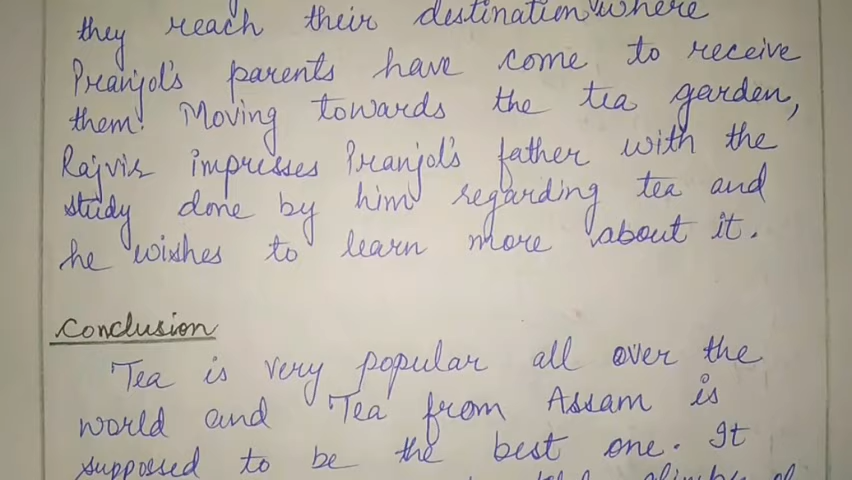 they reach their destination where
Pranjol's parents have come to receive
them. Moving towards the tea garden,
Rajvir impresses Pranjol's father with the
study done by him regarding tea and
he wishes to learn more about it.
Conclusion
Tea is very popular all over the
world and Tea from Assam is
supposed to be the best one. It